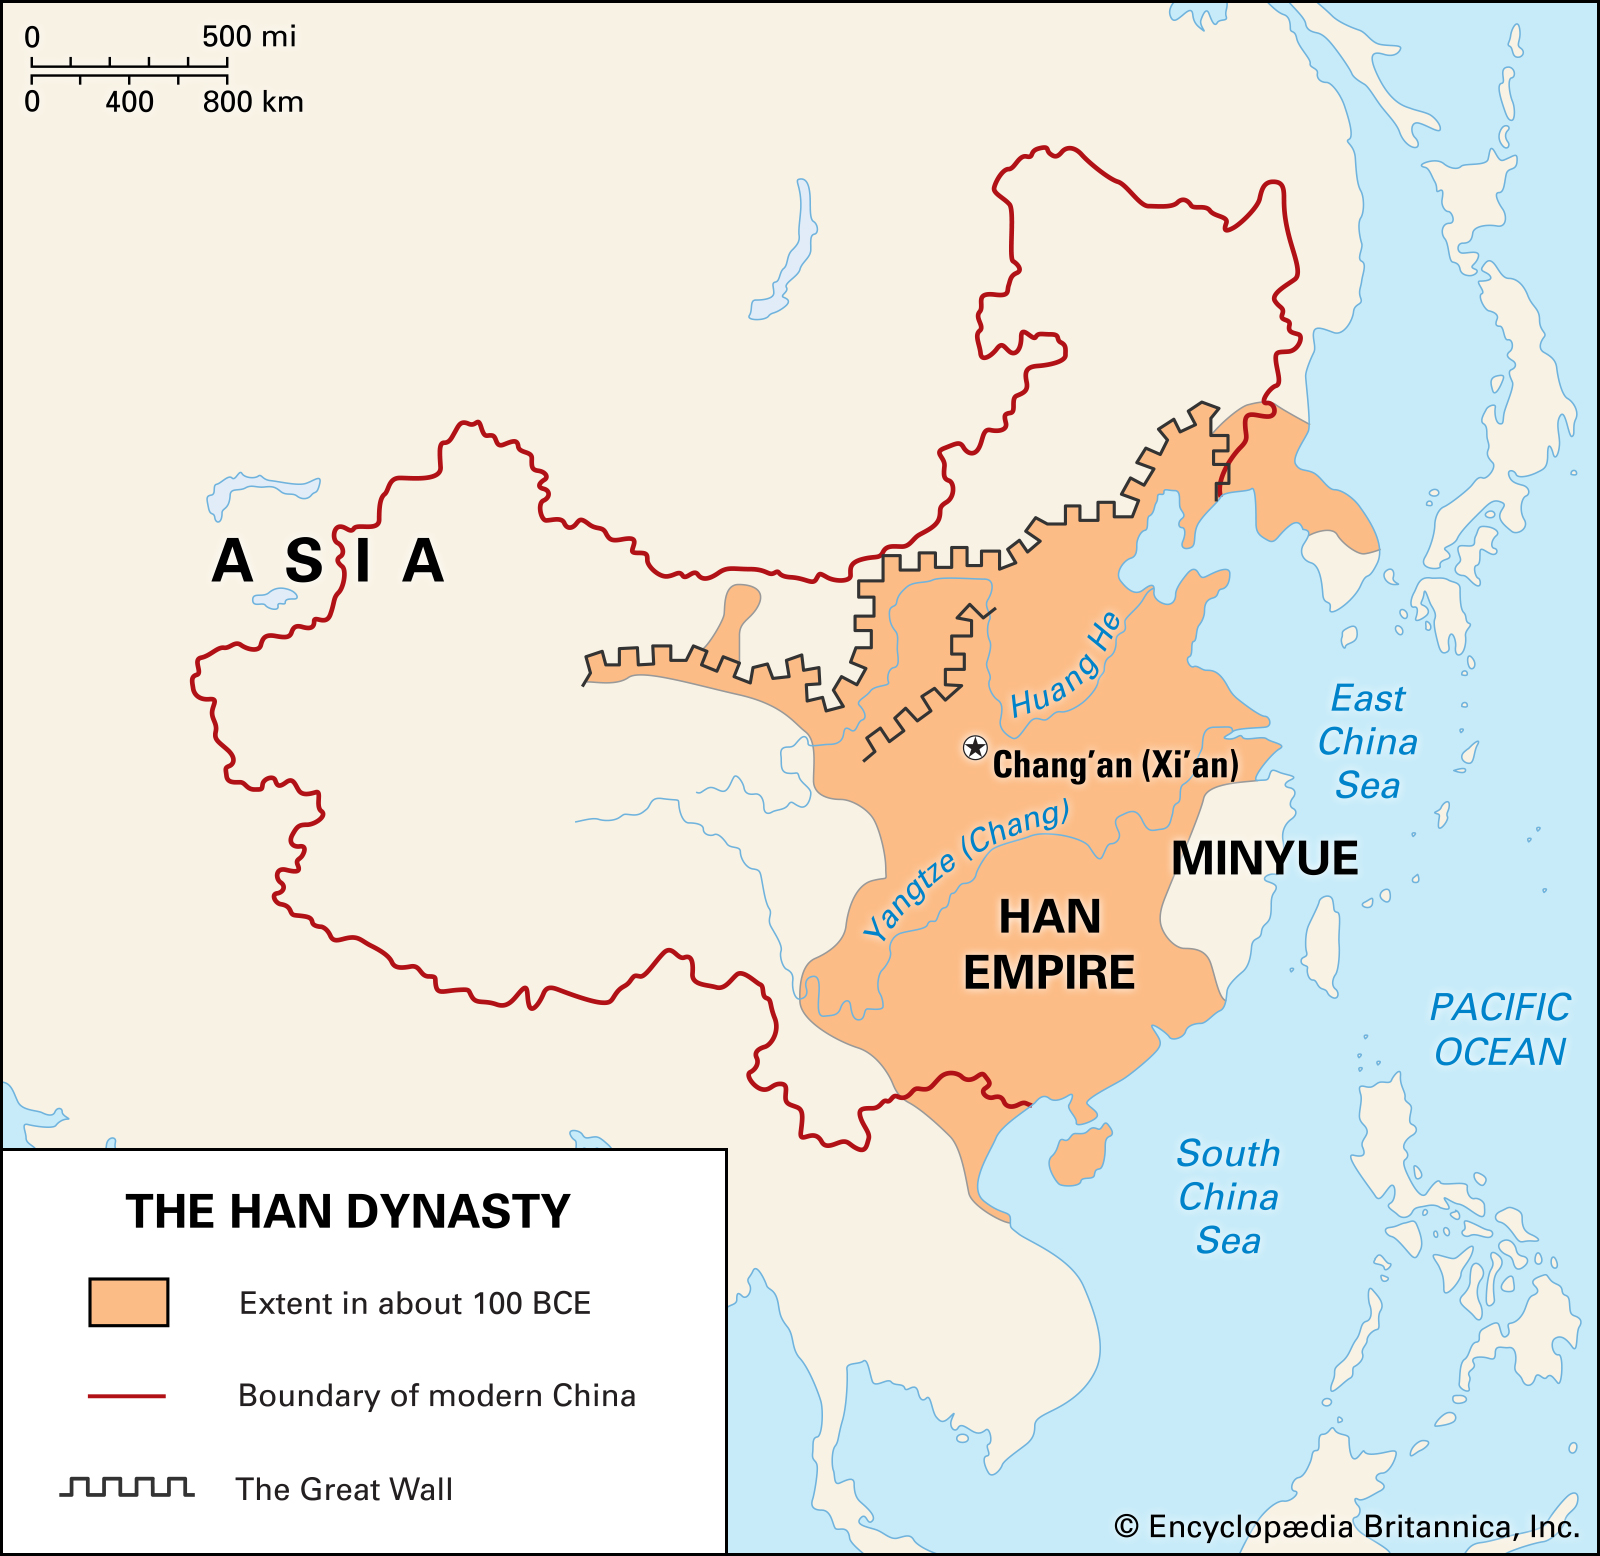 0 500 mi
0 400 800 km
ASIA
Huang He
East
China
Sea
Chang’an (Xi’an)
Yangtze (Chang)
MINYUE
HAN
EMPIRE
PACIFIC
OCEAN
South
China
Sea
THE HAN DYNASTY
Extent in about 100 BCE
Boundary of modern China
The Great Wall
© Encyclopædia Britannica, Inc.